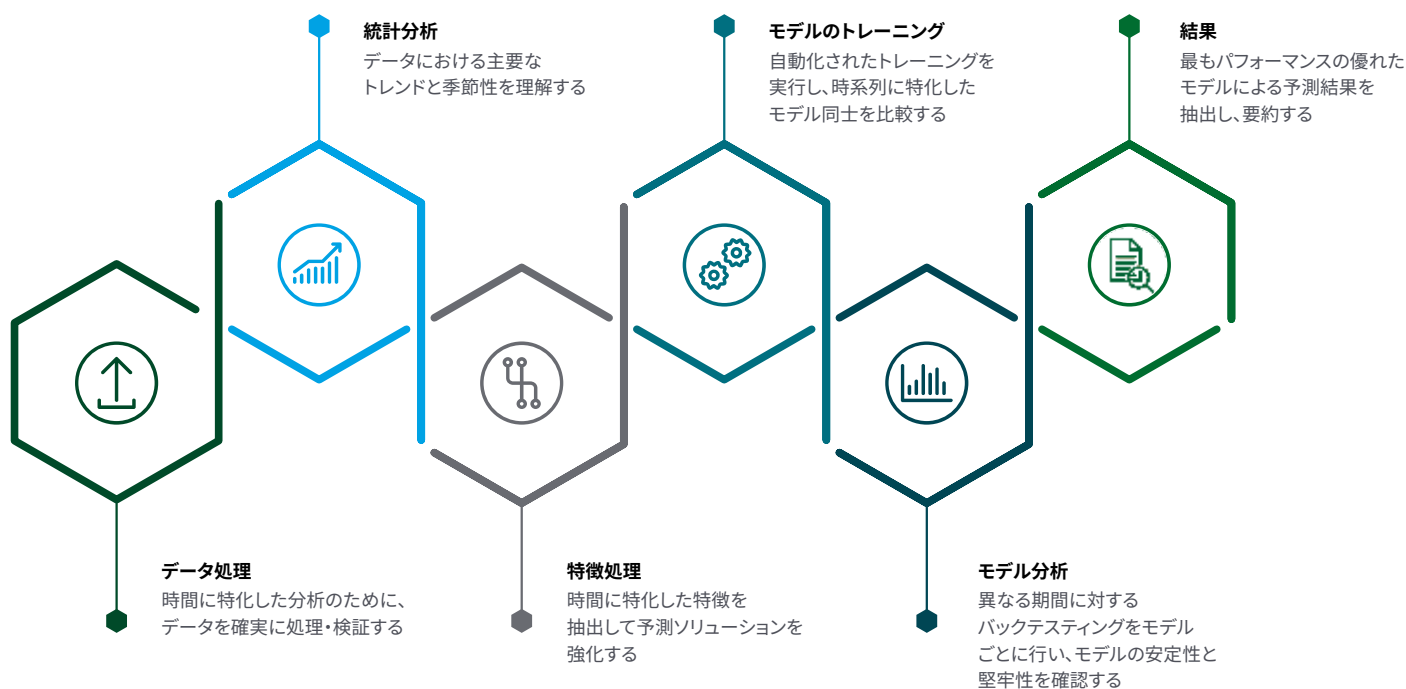 統計分析
データにおける主要な
トレンドと季節性を理解する
モデルのトレーニング
自動化されたトレーニングを
実行し、時系列に特化した
モデル同士を比較する
結果
最もパフォーマンスの優れた
モデルによる予測結果を
抽出し、要約する
データ処理
時間に特化した分析のために、
データを確実に処理・検証する
特徴処理
時間に特化した特徴を
抽出して予測ソリューションを
強化する
モデル分析
異なる期間に対する
バックテスティングをモデル
ごとに行い、モデルの安定性と
堅牢性を確認する